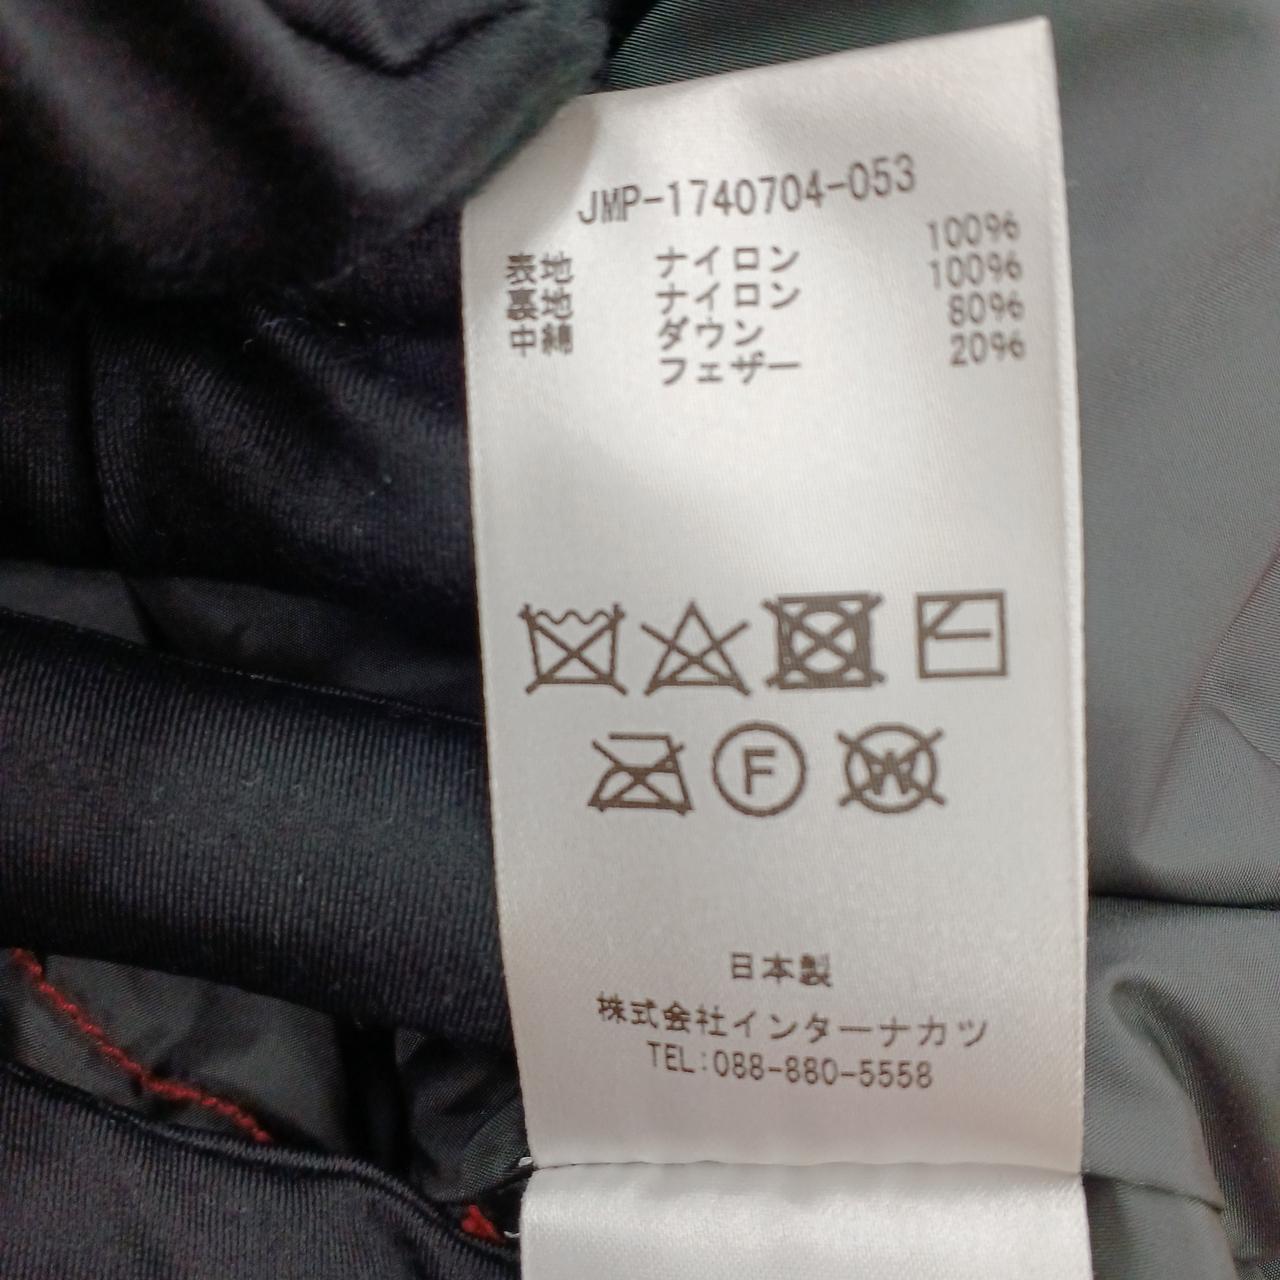 JMP-1740704-053
表地 ナイロン 100%
裏地 ナイロン 100%
中綿 ダウン 80%
フェザー 20%
F
W
日本製
株式会社インターナカツ
TEL:088-880-5558